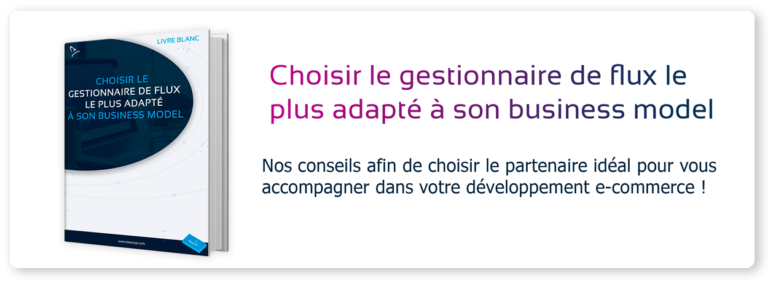 LIVRE BLANC
CHOISIR LE
GESTIONNAIRE DE FLUX
LE PLUS ADAPTÉ
À SON BUSINESS MODEL
Choisir le gestionnaire de flux le
plus adapté à son business model
Nos conseils afin de choisir le partenaire idéal pour vous
accompagner dans votre développement e-commerce !